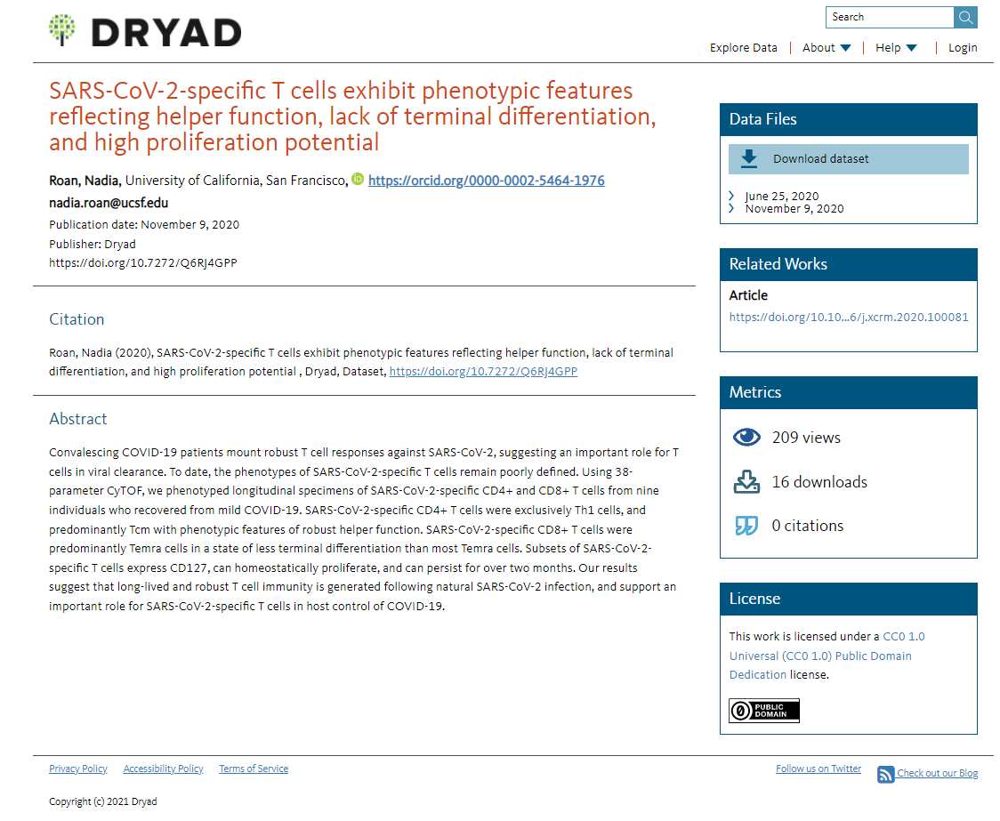 DRYAD
Search
Explore Data | About | Help | Login
SARS-CoV-2-specific T cells exhibit phenotypic features
reflecting helper function, lack of terminal differentiation,
and high proliferation potential
Roan, Nadia, University of California, San Francisco, iD https://orcid.org/0000-0002-5464-1976
nadia.roan@ucsf.edu
Publication date: November 9, 2020
Publisher: Dryad
https://doi.org/10.7272/Q6RJ4GPP
Citation
Roan, Nadia (2020), SARS-CoV-2-specific T cells exhibit phenotypic features reflecting helper function, lack of terminal
differentiation, and high proliferation potential , Dryad, Dataset, https://doi.org/10.7272/Q6RJ4GPP
Abstract
Convalescing COVID-19 patients mount robust T cell responses against SARS-CoV-2, suggesting an important role for T
cells in viral clearance. To date, the phenotypes of SARS-CoV-2-specific T cells remain poorly defined. Using 38-
parameter CyTOF, we phenotyped longitudinal specimens of SARS-CoV-2-specific CD4+ and CD8+ T cells from nine
individuals who recovered from mild COVID-19. SARS-CoV-2-specific CD4+ T cells were exclusively Th1 cells, and
predominantly Tcm with phenotypic features of robust helper function. SARS-CoV-2-specific CD8+ T cells were
predominantly Temra cells in a state of less terminal differentiation than most Temra cells. Subsets of SARS-CoV-2-
specific T cells express CD127, can homeostatically proliferate, and can persist for over two months. Our results
suggest that long-lived and robust T cell immunity is generated following natural SARS-CoV-2 infection, and support an
important role for SARS-CoV-2-specific T cells in host control of COVID-19.
Data Files
Download dataset
June 25, 2020
November 9, 2020
Related Works
Article
https://doi.org/10.10...6/j.xcrm.2020.100081
Metrics
209 views
16 downloads
0 citations
License
This work is licensed under a CC0 1.0
Universal (CC0 1.0) Public Domain
Dedication license.
0 PUBLIC
DOMAIN
Privacy Policy Accessibility Policy Terms of Service
Follow us on Twitter Check out our Blog
Copyright (c) 2021 Dryad